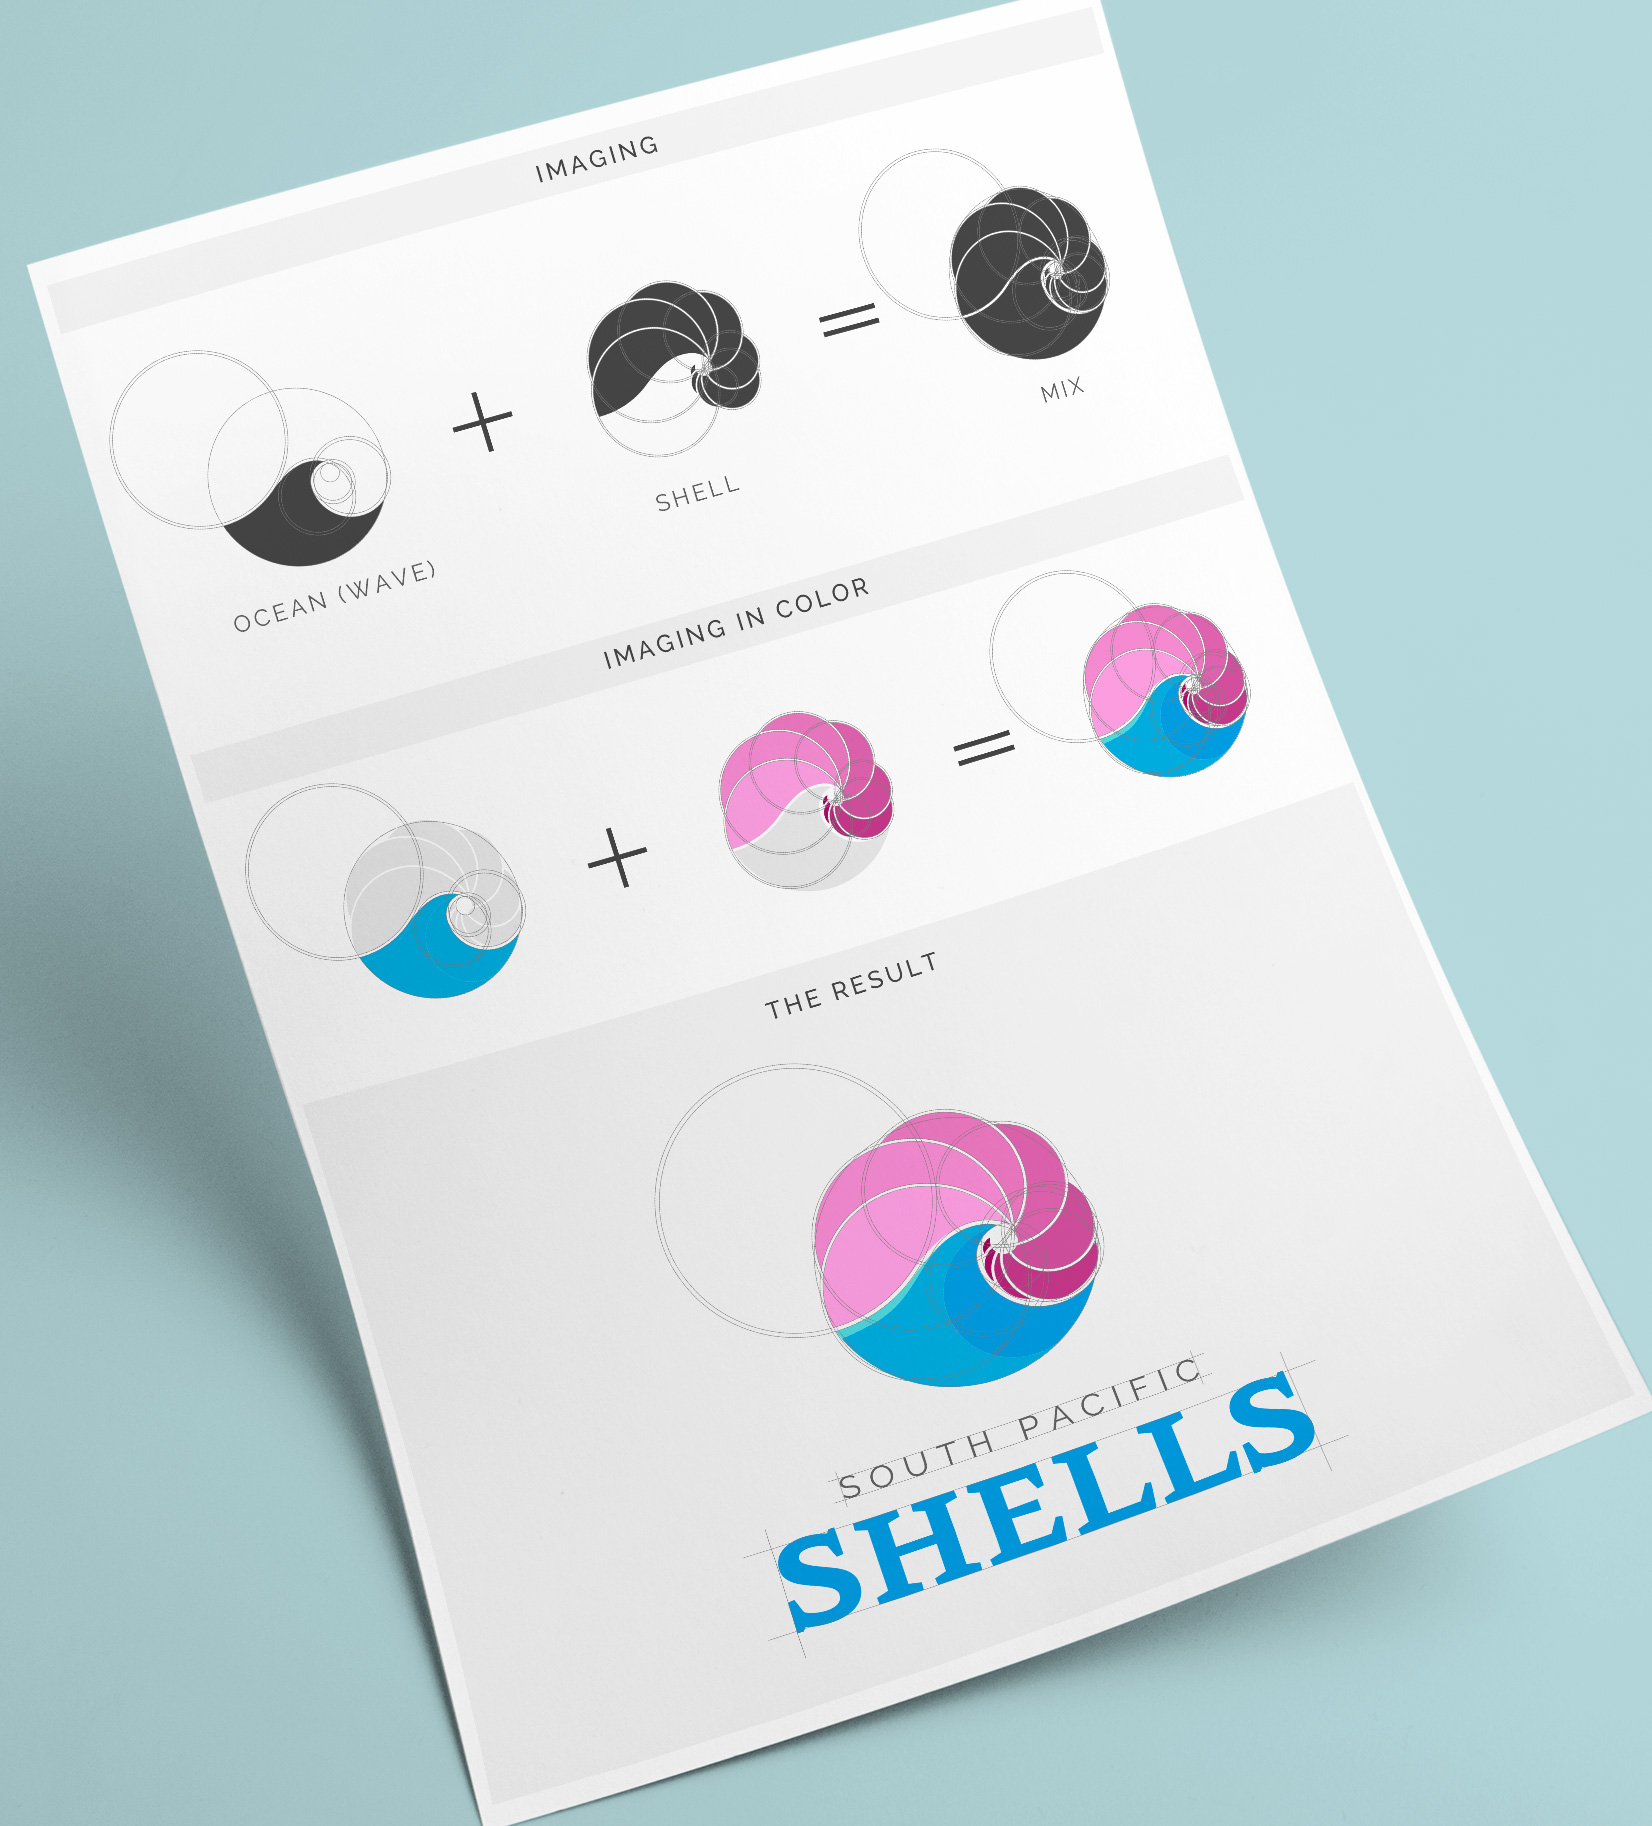 IMAGING
+
=
OCEAN (WAVE)
SHELL
MIX
IMAGING IN COLOR
+
=
THE RESULT
SOUTH PACIFIC
SHELLS